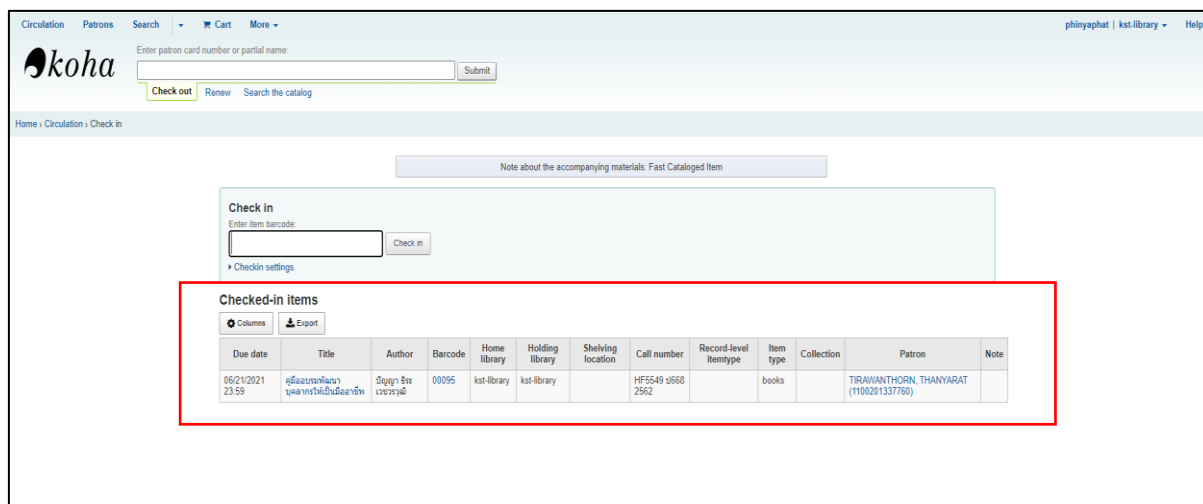 Circulation Patrons Search Cart More phinyaphat | kst-library Help
koha
Enter patron card number or partial name:
Submit
Check out Renew Search the catalog
Home › Circulation › Check in
Note about the accompanying materials: Fast Cataloged Item
Check in
Enter item barcode:
Check in
Checkin settings
Checked-in items
Columns Export
Due date Title Author Barcode Home library Holding library Shelving location Call number Record-level itemtype Item type Collection Patron Note
06/21/2021 คู่มืออบรมพัฒนา ปัญญา ธีระ 00095 kst-library kst-library HF5549 ป668 books TIRAWANTHORN, THANYARAT
23:59 บุคลากรให้เป็นมืออาชีพ เวชวรวุฒิ 2562 (1100201337760)